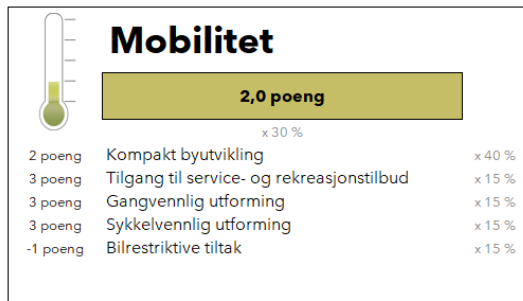 Mobilitet
2,0 poeng
x 30 %
2 poeng Kompakt byutvikling x 40 %
3 poeng Tilgang til service- og rekreasjonstilbud x 15 %
3 poeng Gangvennlig utforming x 15 %
3 poeng Sykkelvennlig utforming x 15 %
-1 poeng Bilrestriktive tiltak x 15 %